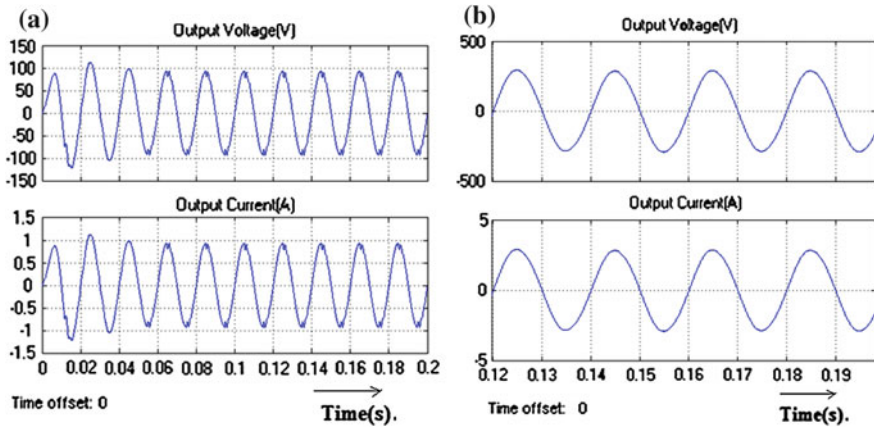 (a)
Output Voltage(V)
150
100
50
0
-50
-100
-150
Output Current(A)
1.5
1
0.5
0
-0.5
-1
-1.5
0 0.02 0.04 0.06 0.08 0.1 0.12 0.14 0.16 0.18 0.2
Time offset: 0
Time(s).
(b)
Output Voltage(V)
500
0
-500
Output Current(A)
5
0
-5
0.12 0.13 0.14 0.15 0.16 0.17 0.18 0.19
Time offset: 0
Time(s).